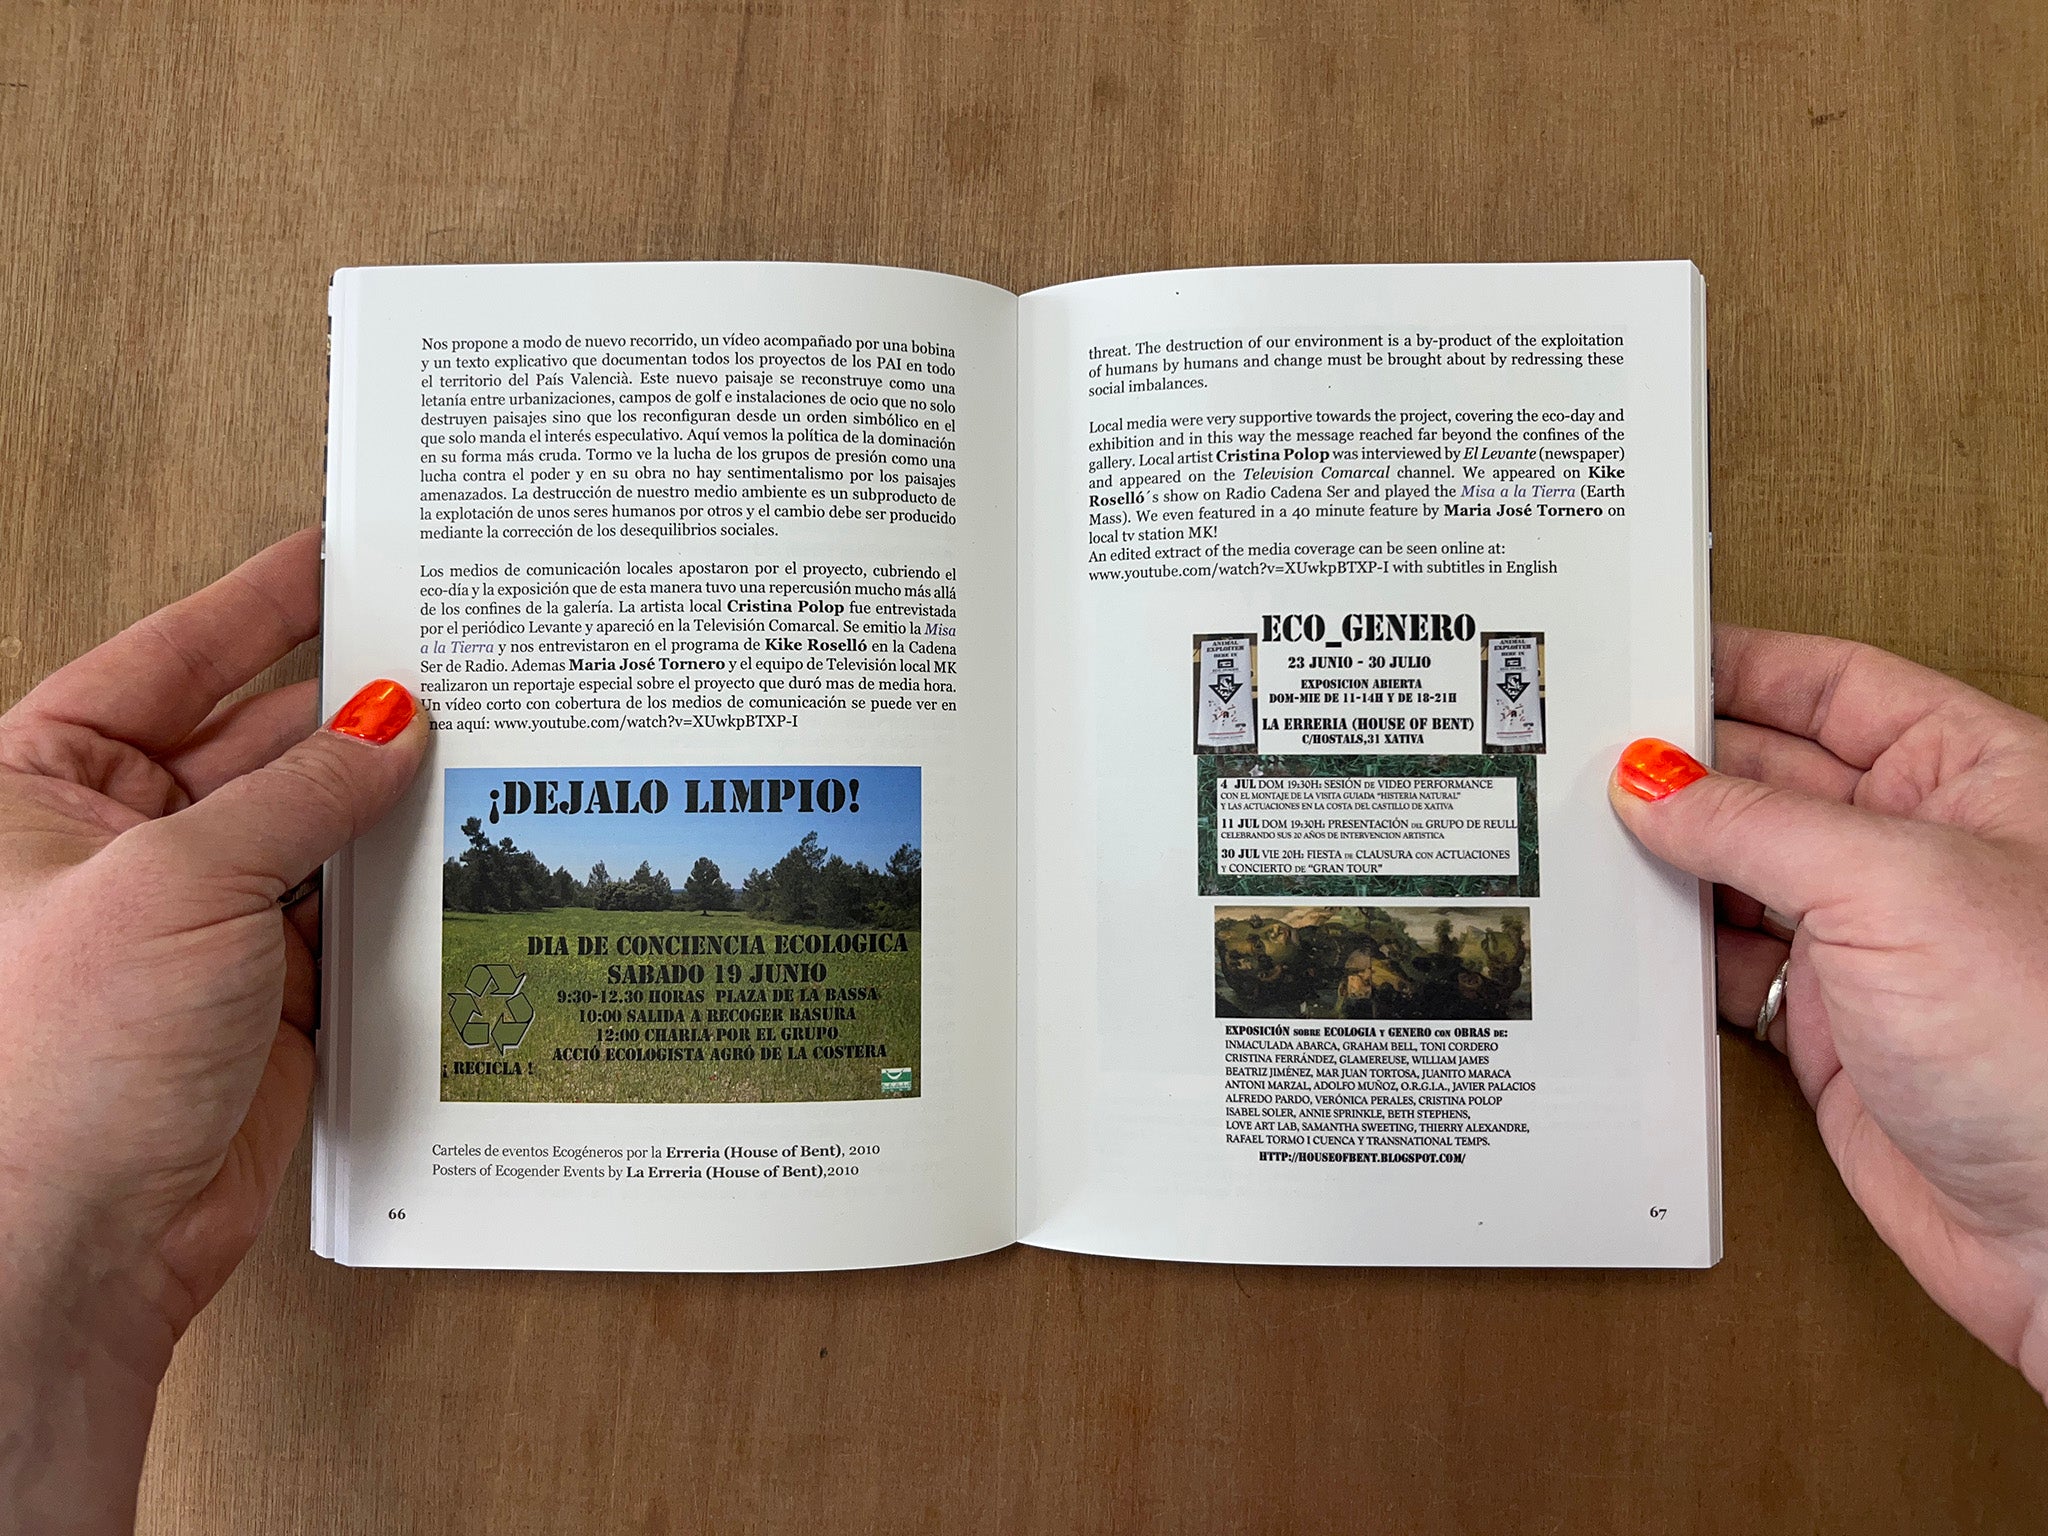 Nos propone a modo de nuevo recorrido, un vídeo acompañado por una bobina
y un texto explicativo que documentan todos los proyectos de los PAI en todo
el territorio del País Valencià. Este nuevo paisaje se reconstruye como una
letanía entre urbanizaciones, campos de golf e instalaciones de ocio que no solo
destruyen paisajes sino que los reconfiguran desde un orden simbólico en el
que solo manda el interés especulativo. Aquí vemos la política de la dominación
en su forma más cruda. Tormo ve la lucha de los grupos de presión como una
lucha contra el poder y en su obra no hay sentimentalismo por los paisajes
amenazados. La destrucción de nuestro medio ambiente es un subproducto de
la explotación de unos seres humanos por otros y el cambio debe ser producido
mediante la corrección de los desequilibrios sociales.
Los medios de comunicación locales apostaron por el proyecto, cubriendo el
eco-día y la exposición que de esta manera tuvo una repercusión mucho más allá
de los confines de la galería. La artista local Cristina Polop fue entrevistada
por el periódico Levante y apareció en la Televisión Comarcal. Se emitio la Misa
a la Tierra y nos entrevistaron en el programa de Kike Roselló en la Cadena
Ser de Radio. Ademas Maria José Tornero y el equipo de Televisión local MK
realizaron un reportaje especial sobre el proyecto que duró mas de media hora.
Un vídeo corto con cobertura de los medios de comunicación se puede ver en
aquí: www.youtube.com/watch?v=XUwkpBTXP-I
¡DEJALO LIMPIO!
DIA DE CONCIENCIA ECOLOGICA
SABADO 19 JUNIO
9:30-12.30 HORAS PLAZA DE LA BASSA
10:00 SALIDA A RECOGER BASURA
12:00 CHARLA POR EL GRUPO
ACCIÓ ECOLOGISTA AGRÓ DE LA COSTERA
¡ RECICLA !
Carteles de eventos Ecogéneros por la Erreria (House of Bent), 2010
Posters of Ecogender Events by La Erreria (House of Bent),2010
66
threat. The destruction of our environment is a by-product of the exploitation
of humans by humans and change must be brought about by redressing these
social imbalances.
Local media were very supportive towards the project, covering the eco-day and
exhibition and in this way the message reached far beyond the confines of the
gallery. Local artist Cristina Polop was interviewed by El Levante (newspaper)
and appeared on the Television Comarcal channel. We appeared on Kike
Roselló´s show on Radio Cadena Ser and played the Misa a la Tierra (Earth
Mass). We even featured in a 40 minute feature by Maria José Tornero on
local tv station MK!
An edited extract of the media coverage can be seen online at:
www.youtube.com/watch?v=XUwkpBTXP-I with subtitles in English
ECO_GENERO
ANIMAL
EXPLOITER
HERE IN
ANIMAL
EXPLOITER
HERE IN
23 JUNIO - 30 JULIO
EXPOSICION ABIERTA
DOM-MIE DE 11-14H Y DE 18-21H
LA ERRERIA (HOUSE OF BENT)
C/HOSTALS,31 XATIVA
4 JUL DOM 19:30H: SESIÓN DE VIDEO PERFORMANCE
CON EL MONTAJE DE LA VISITA GUIADA "HISTERIA NATURAL"
Y LAS ACTUACIONES EN LA COSTA DEL CASTILLO DE XATIVA
11 JUL DOM 19:30H: PRESENTACIÓN DEL GRUPO DE REULL
CELEBRANDO SUS 20 AÑOS DE INTERVENCION ARTISTICA
30 JUL VIE 20H: FIESTA DE CLAUSURA CON ACTUACIONES
Y CONCIERTO DE "GRAN TOUR"
EXPOSICIÓN SOBRE ECOLOGIA Y GENERO CON OBRAS DE:
INMACULADA ABARCA, GRAHAM BELL, TONI CORDERO
CRISTINA FERRÁNDEZ, GLAMEREUSE, WILLIAM JAMES
BEATRIZ JIMÉNEZ, MAR JUAN TORTOSA, JUANITO MARACA
ANTONI MARZAL, ADOLFO MUÑOZ, O.R.G.I.A., JAVIER PALACIOS
ALFREDO PARDO, VERÓNICA PERALES, CRISTINA POLOP
ISABEL SOLER, ANNIE SPRINKLE, BETH STEPHENS,
LOVE ART LAB, SAMANTHA SWEETING, THIERRY ALEXANDRE,
RAFAEL TORMO I CUENCA Y TRANSNATIONAL TEMPS.
HTTP://HOUSEOFBENT.BLOGSPOT.COM/
67